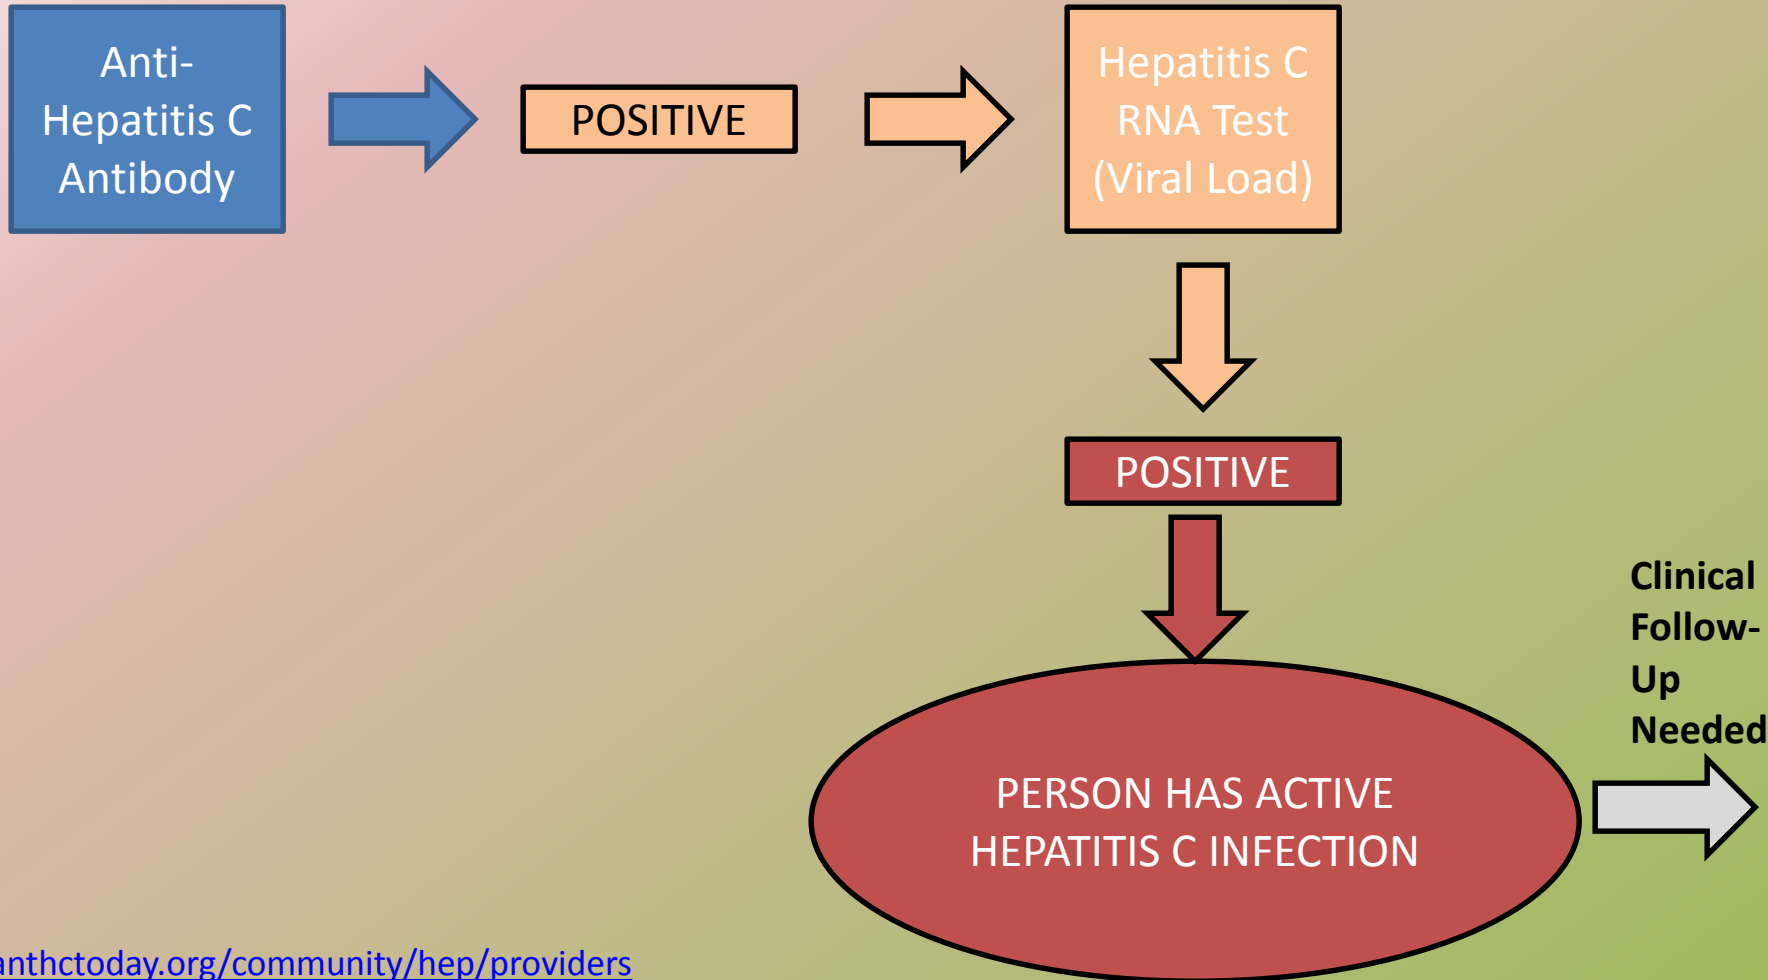 Anti-
Hepatitis C
Antibody
POSITIVE
Hepatitis C
RNA Test
(Viral Load)
POSITIVE
Clinical
Follow-
Up
Needed
PERSON HAS ACTIVE
HEPATITIS C INFECTION
anthctoday.org/community/hep/providers